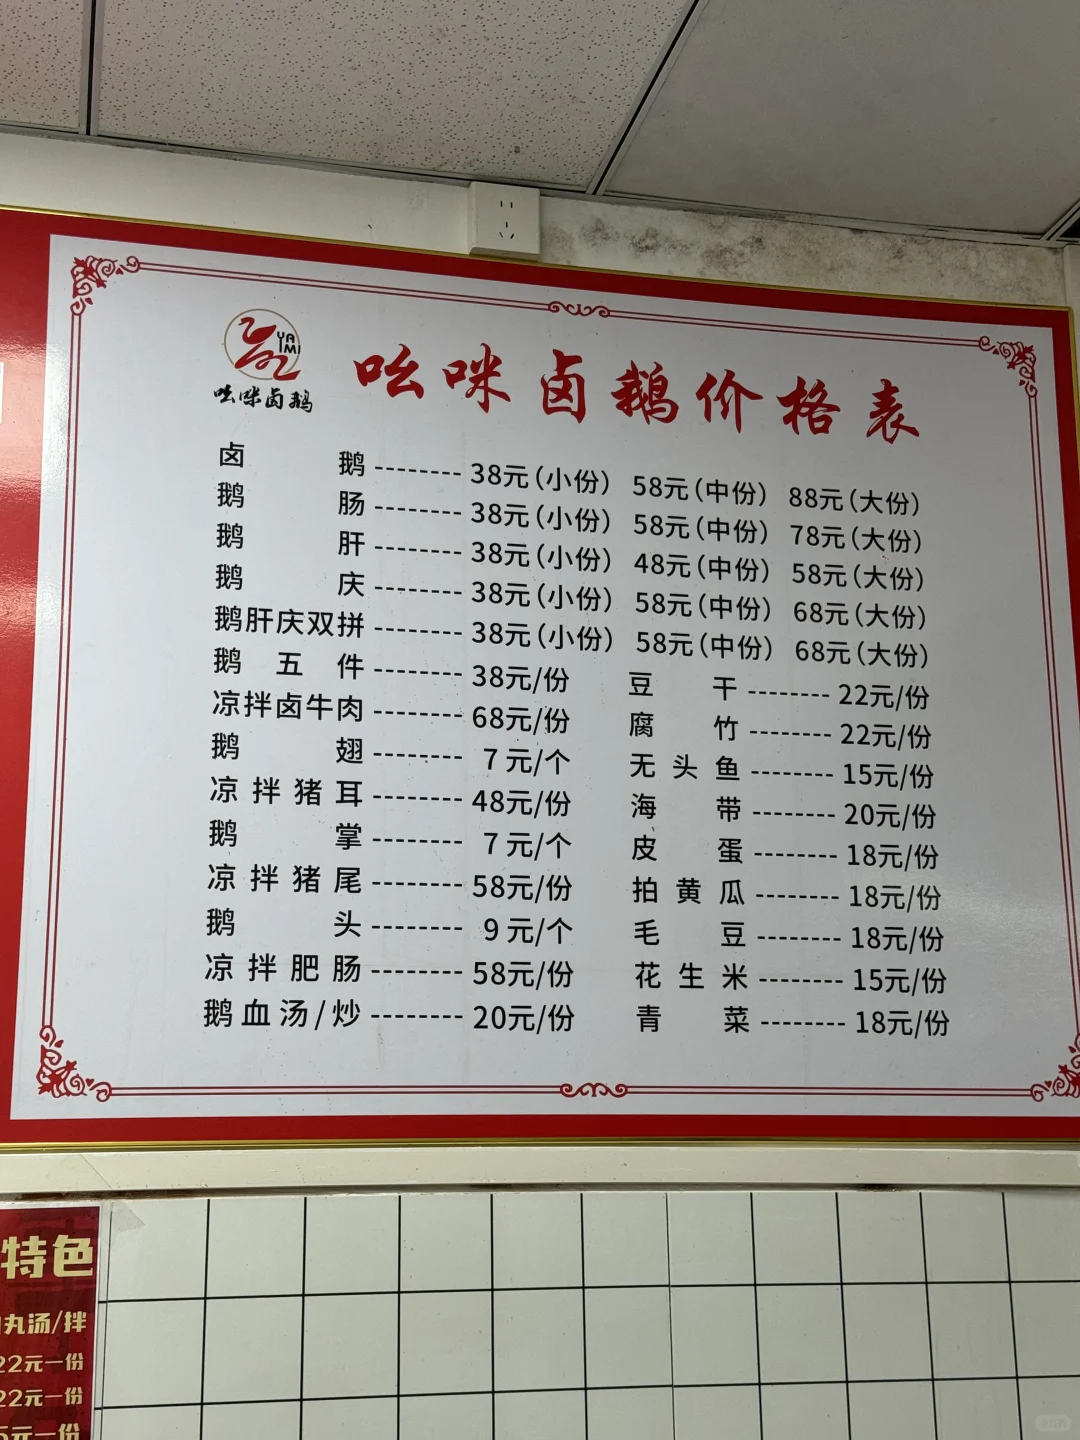 YA
MI
吆咪卤鹅
吆咪卤鹅价格表
卤鹅-------- 38元(小份) 58元(中份) 88元(大份)
鹅肠-------- 38元(小份) 58元(中份) 78元(大份)
鹅肝-------- 38元(小份) 48元(中份) 58元(大份)
鹅庆-------- 38元(小份) 58元(中份) 68元(大份)
鹅肝庆双拼-------- 38元(小份) 58元(中份) 68元(大份)
鹅五件-------- 38元/份 豆干-------- 22元/份
凉拌卤牛肉-------- 68元/份 腐竹-------- 22元/份
鹅翅-------- 7元/个 无头鱼-------- 15元/份
凉拌猪耳-------- 48元/份 海带-------- 20元/份
鹅掌-------- 7元/个 皮蛋-------- 18元/份
凉拌猪尾-------- 58元/份 拍黄瓜-------- 18元/份
鹅头-------- 9元/个 毛豆-------- 18元/份
凉拌肥肠-------- 58元/份 花生米-------- 15元/份
鹅血汤/炒-------- 20元/份 青菜-------- 18元/份
特色
丸汤/拌
22元一份
22元一份
元一份